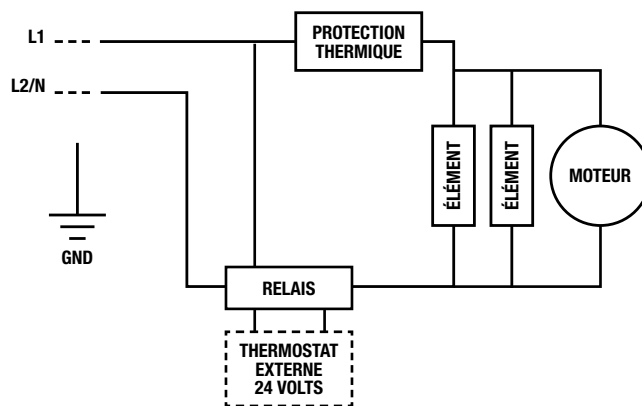 L1
PROTECTION
THERMIQUE
L2/N
ÉLÉMENT
ÉLÉMENT
MOTEUR
GND
RELAIS
THERMOSTAT
EXTERNE
24 VOLTS